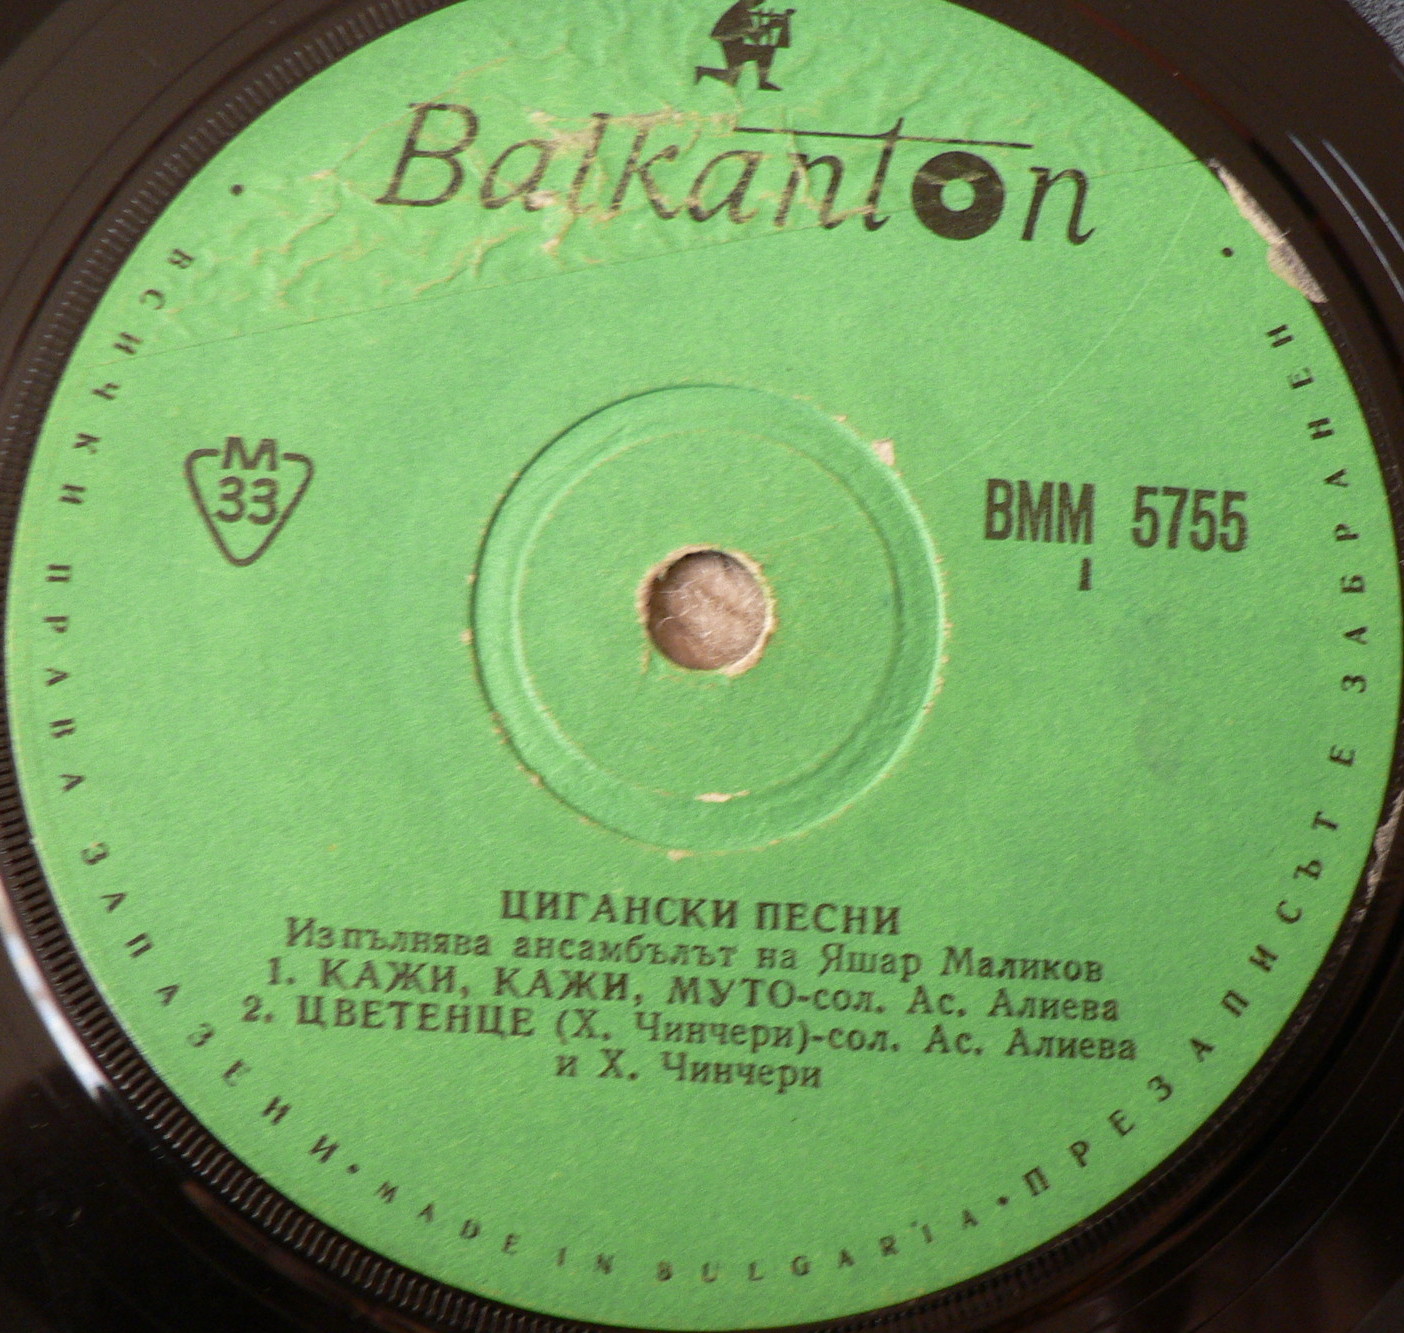 Balkanton
M
33
ВММ 5755
I
ЦИГАНСКИ ПЕСНИ
Изпълнява ансамбълът на Яшар Маликов
1. КАЖИ, КАЖИ, МУТО-сол. Ас. Алиева
2. ЦВЕТЕНЦЕ (Х. Чинчери)-сол. Ас. Алиева
и Х. Чинчери
• ВСИЧКИ ПРАВА ЗАПАЗЕНИ • MADE IN BULGARIA • ПРЕЗАПИСЪТ Е ЗАБРАНЕН •